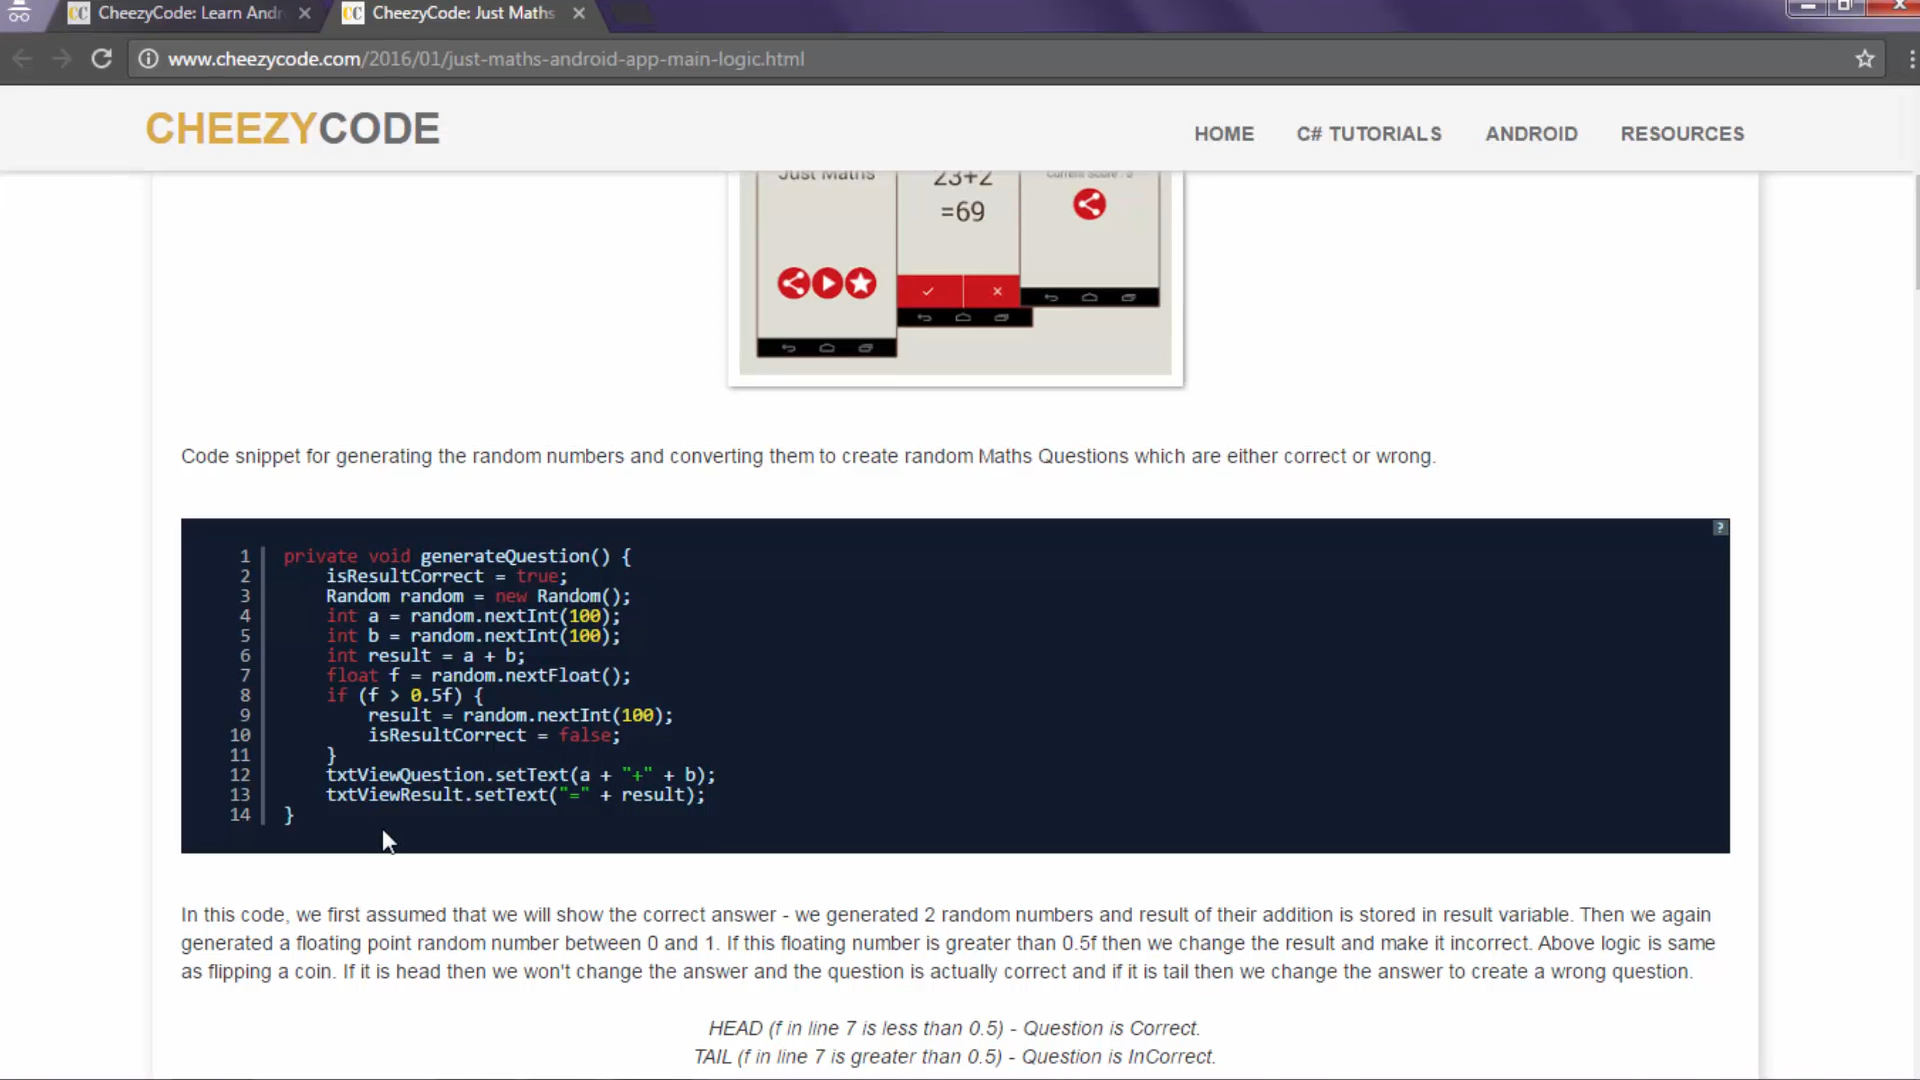 CC CheezyCode: Learn Andr
CC CheezyCode: Just Maths
www.cheezycode.com/2016/01/just-maths-android-app-main-logic.html
CHEEZYCODE
HOME
C# TUTORIALS
ANDROID
RESOURCES
Just Maths
23+2
=69
Current Score : 5
Code snippet for generating the random numbers and converting them to create random Maths Questions which are either correct or wrong.
?
1 private void generateQuestion() {
2 isResultCorrect = true;
3 Random random = new Random();
4 int a = random.nextInt(100);
5 int b = random.nextInt(100);
6 int result = a + b;
7 float f = random.nextFloat();
8 if (f > 0.5f) {
9 result = random.nextInt(100);
10 isResultCorrect = false;
11 }
12 txtViewQuestion.setText(a + "+" + b);
13 txtViewResult.setText("=" + result);
14 }
In this code, we first assumed that we will show the correct answer - we generated 2 random numbers and result of their addition is stored in result variable. Then we again
generated a floating point random number between 0 and 1. If this floating number is greater than 0.5f then we change the result and make it incorrect. Above logic is same
as flipping a coin. If it is head then we won't change the answer and the question is actually correct and if it is tail then we change the answer to create a wrong question.
HEAD (f in line 7 is less than 0.5) - Question is Correct.
TAIL (f in line 7 is greater than 0.5) - Question is InCorrect.